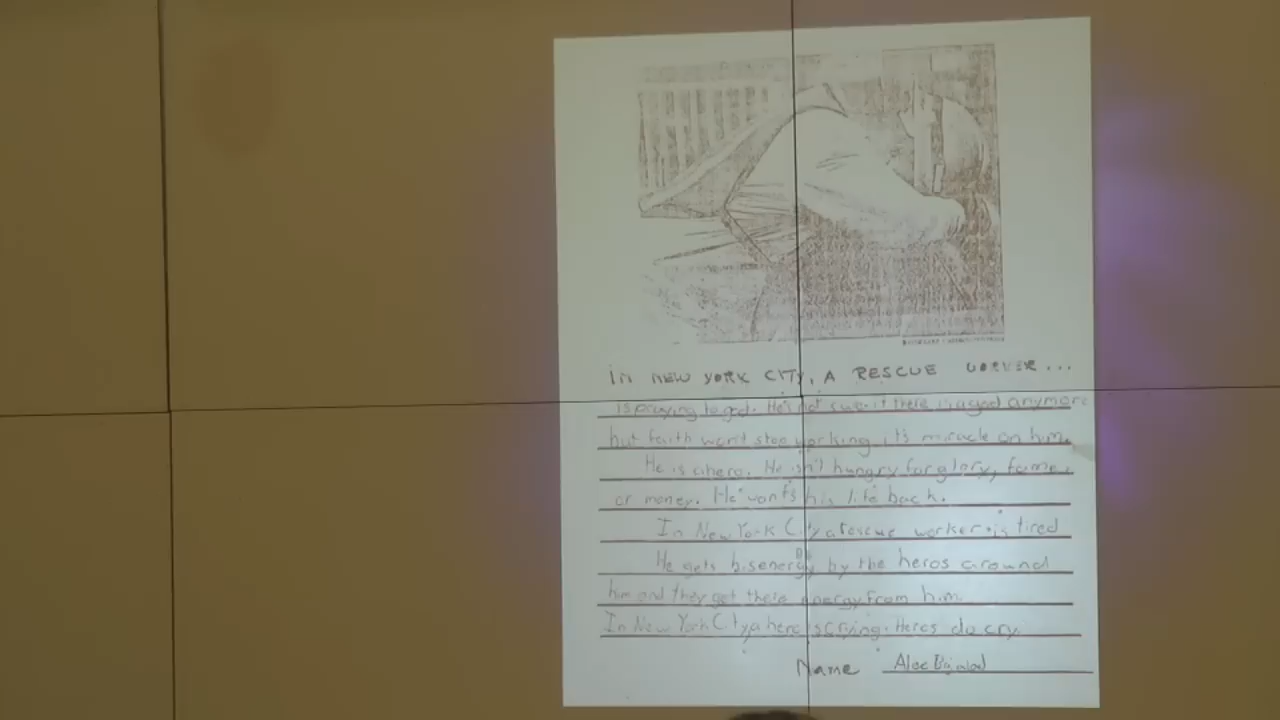 IN NEW YORK CITY, A RESCUE WORKER...
is praying to god. He's not sure if there is a god anymore
but faith won't stop working it's miracle on him.
He is a hero. He isn't hungry for glory, fame,
or money. He wants his life back.
In New York City a rescue worker is tired
He gets his energy by the heros around
him and they get there energy from him.
In New York City a hero is crying. Heros do cry.
Name